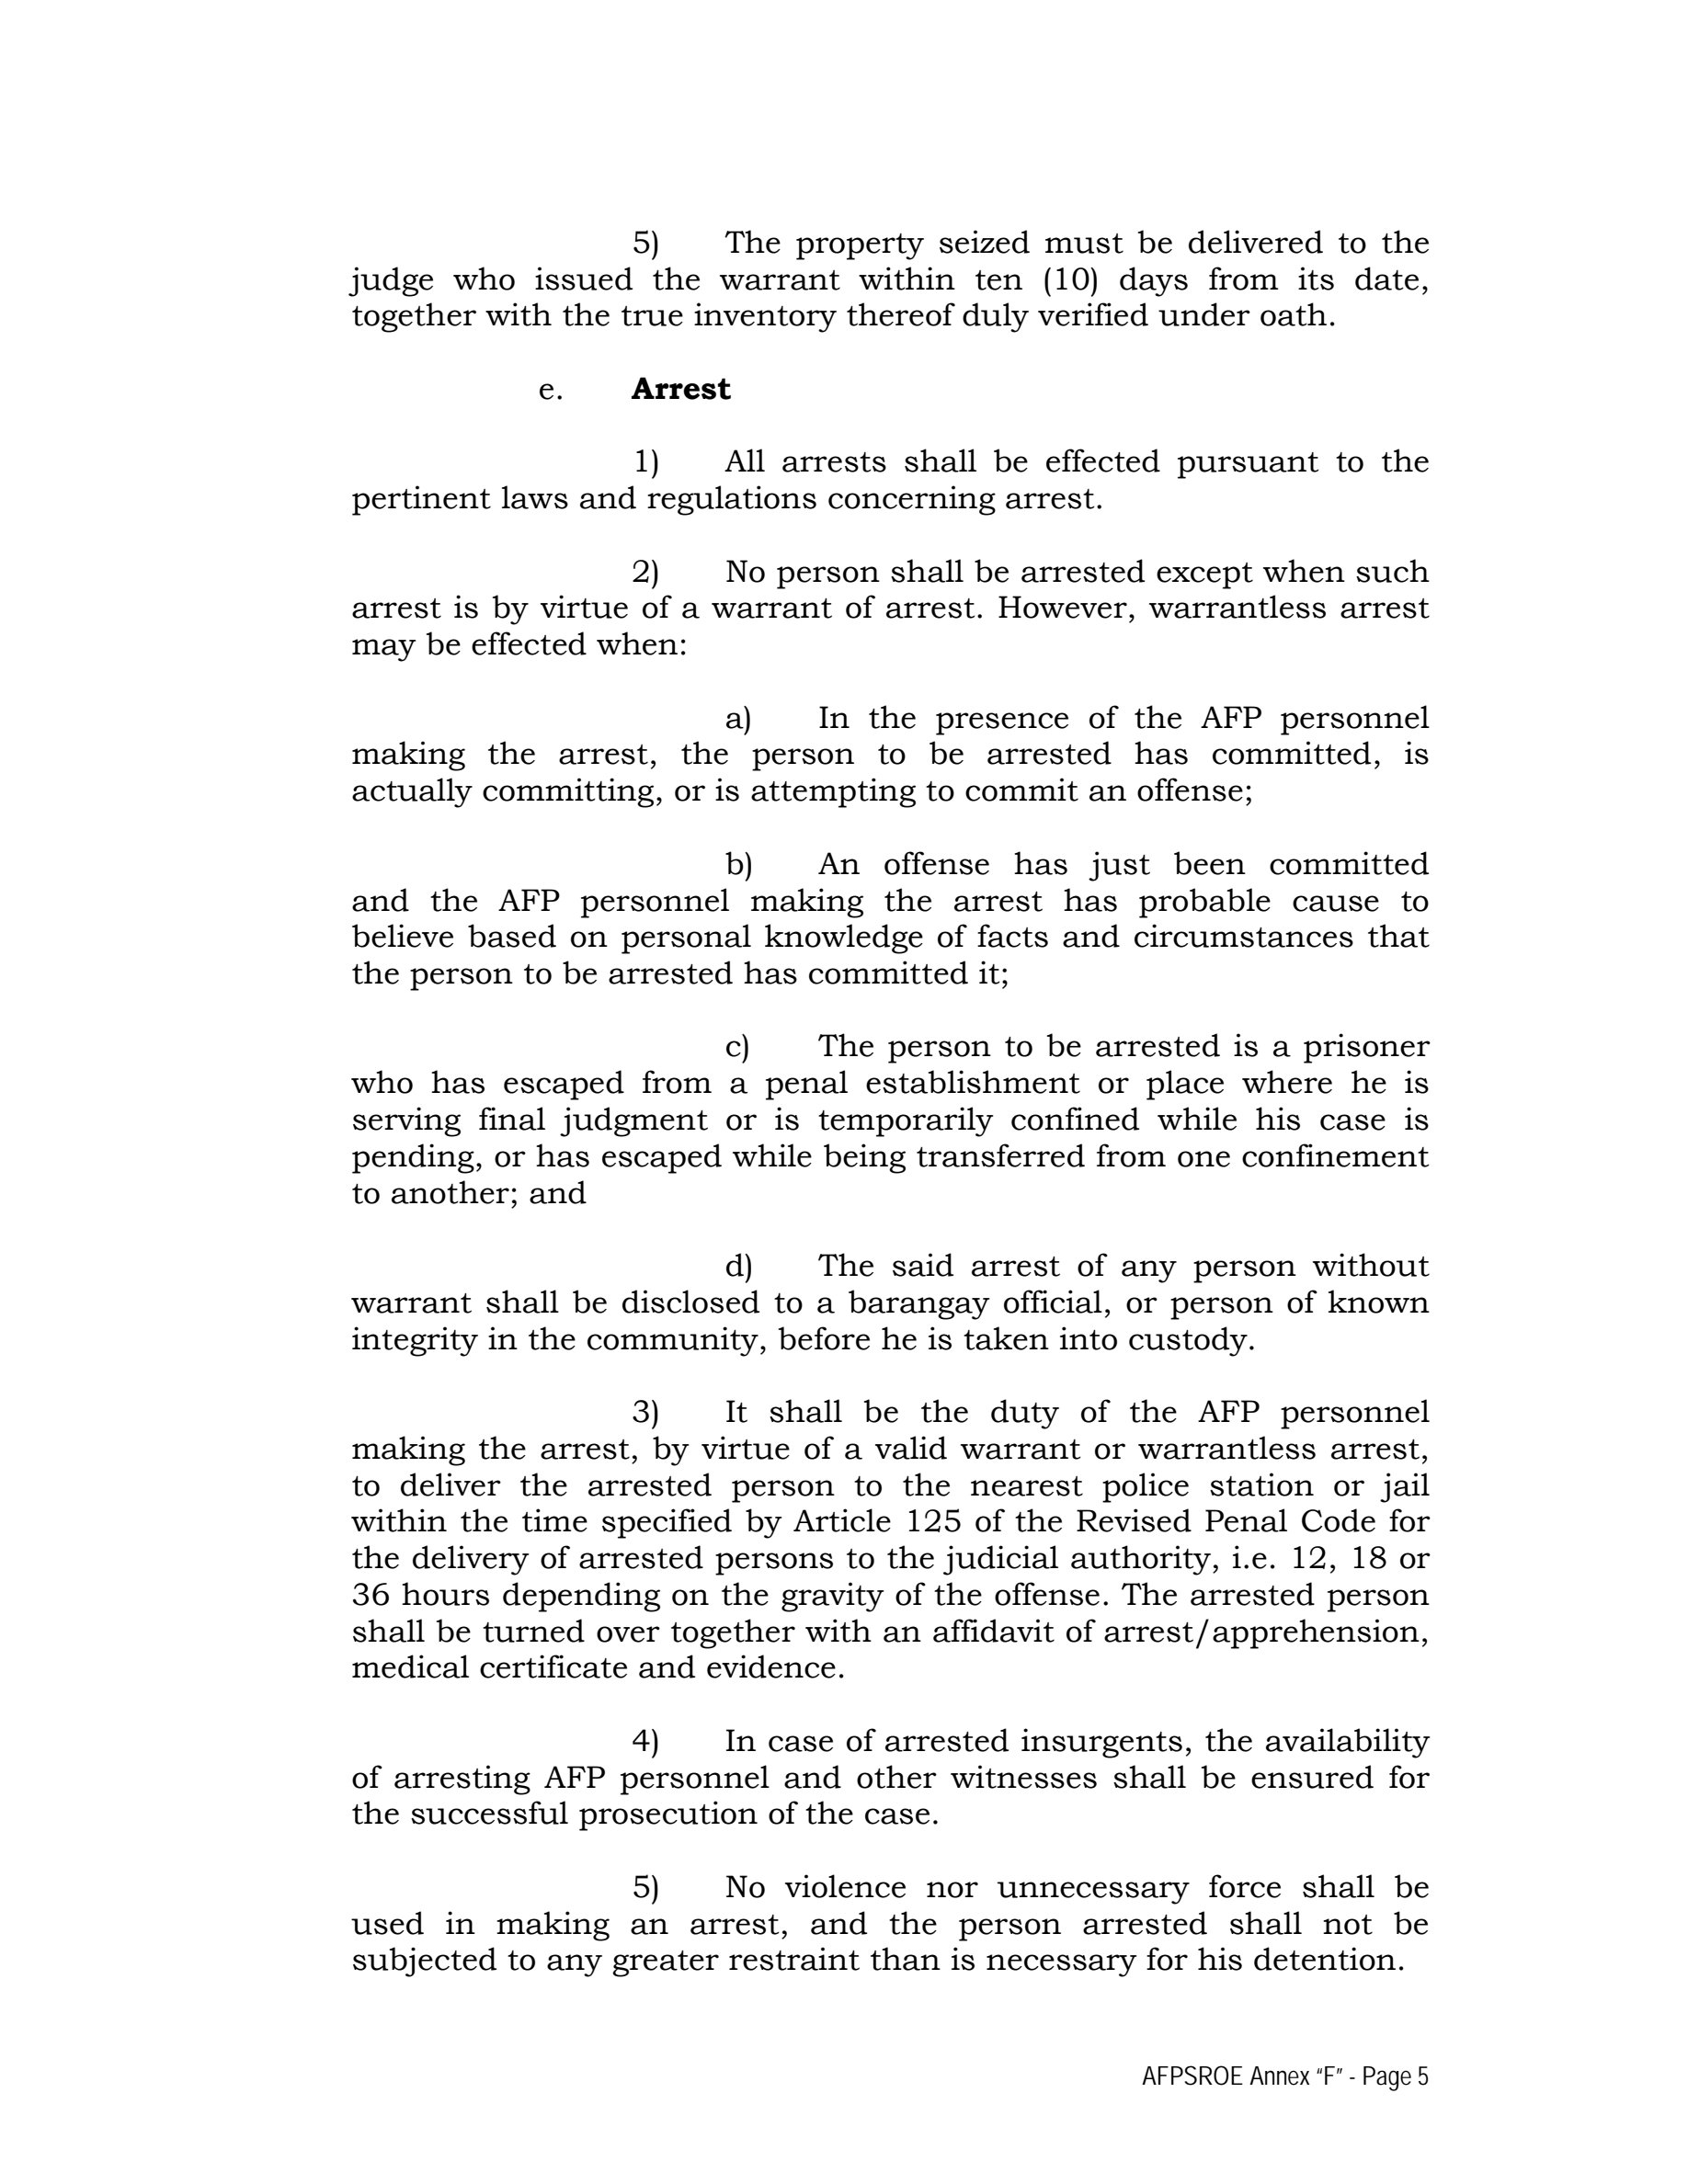 5) The property seized must be delivered to the
judge who issued the warrant within ten (10) days from its date,
together with the true inventory thereof duly verified under oath.
e. Arrest
1) All arrests shall be effected pursuant to the
pertinent laws and regulations concerning arrest.
2) No person shall be arrested except when such
arrest is by virtue of a warrant of arrest. However, warrantless arrest
may be effected when:
a) In the presence of the AFP personnel
making the arrest, the person to be arrested has committed, is
actually committing, or is attempting to commit an offense;
b) An offense has just been committed
and the AFP personnel making the arrest has probable cause to
believe based on personal knowledge of facts and circumstances that
the person to be arrested has committed it;
c) The person to be arrested is a prisoner
who has escaped from a penal establishment or place where he is
serving final judgment or is temporarily confined while his case is
pending, or has escaped while being transferred from one confinement
to another; and
d) The said arrest of any person without
warrant shall be disclosed to a barangay official, or person of known
integrity in the community, before he is taken into custody.
3) It shall be the duty of the AFP personnel
making the arrest, by virtue of a valid warrant or warrantless arrest,
to deliver the arrested person to the nearest police station or jail
within the time specified by Article 125 of the Revised Penal Code for
the delivery of arrested persons to the judicial authority, i.e. 12, 18 or
36 hours depending on the gravity of the offense. The arrested person
shall be turned over together with an affidavit of arrest/apprehension,
medical certificate and evidence.
4) In case of arrested insurgents, the availability
of arresting AFP personnel and other witnesses shall be ensured for
the successful prosecution of the case.
5) No violence nor unnecessary force shall be
used in making an arrest, and the person arrested shall not be
subjected to any greater restraint than is necessary for his detention.
AFPSROE Annex “F” - Page 5